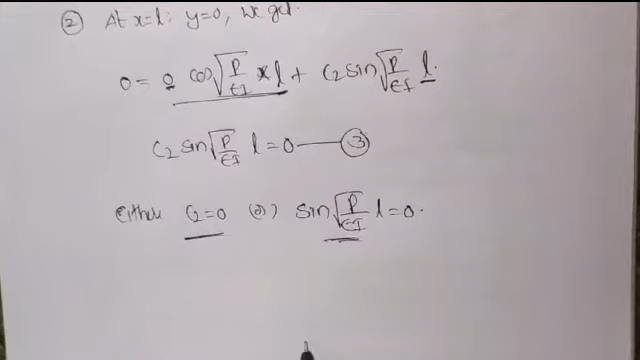 ② At x=l; y=0, we get.
0 = 0 cos√(P/EI) × l + C₂ sin√(P/EI) l.
C₂ sin√(P/EI) l = 0 — ③
Either C₂=0 (or) sin√(P/EI) l = 0.